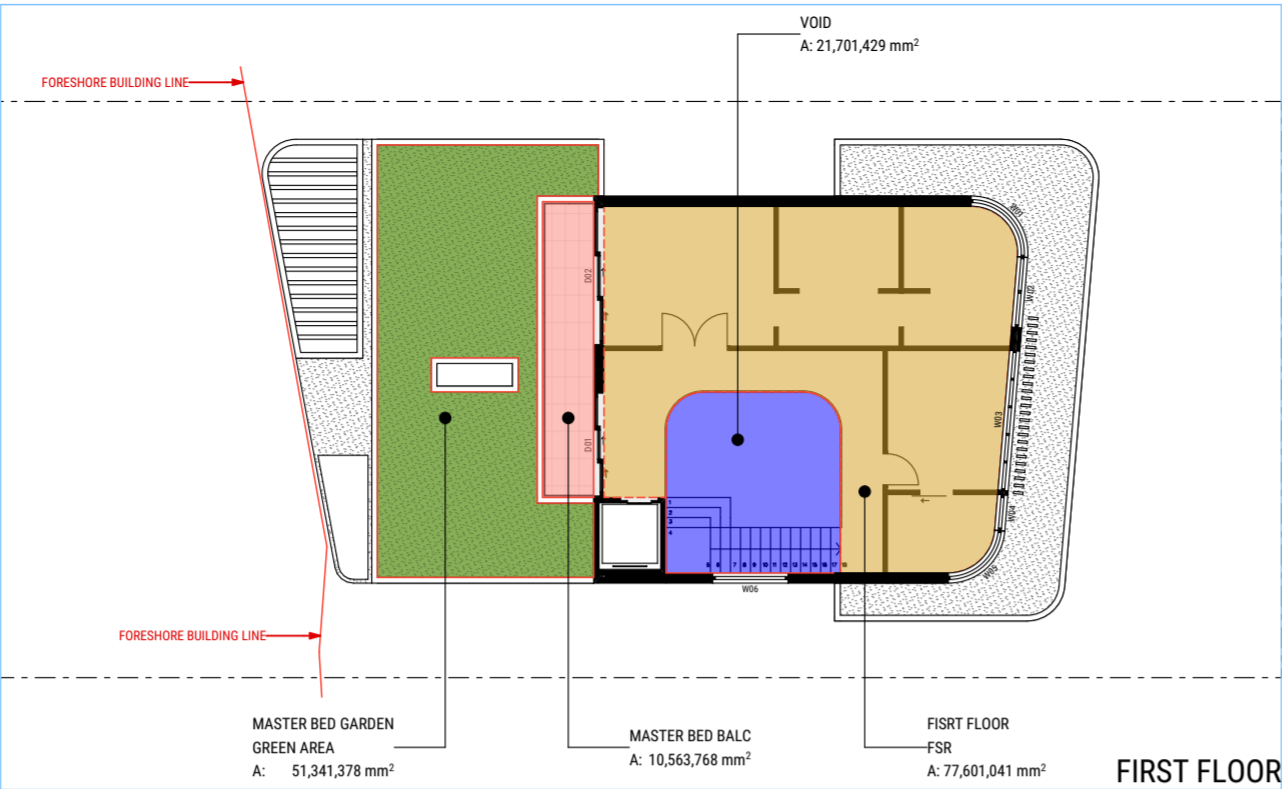 VOID
A: 21,701,429 mm²
FORESHORE BUILDING LINE
W01
D02
W02
W03
D01
1
2
3
4
W04
5 6 7 8 9 10 11 12 13 14 15 16 17 18
W05
W06
FORESHORE BUILDING LINE
MASTER BED GARDEN
GREEN AREA
A: 51,341,378 mm²
MASTER BED BALC
A: 10,563,768 mm²
FISRT FLOOR
FSR
A: 77,601,041 mm²
FIRST FLOOR